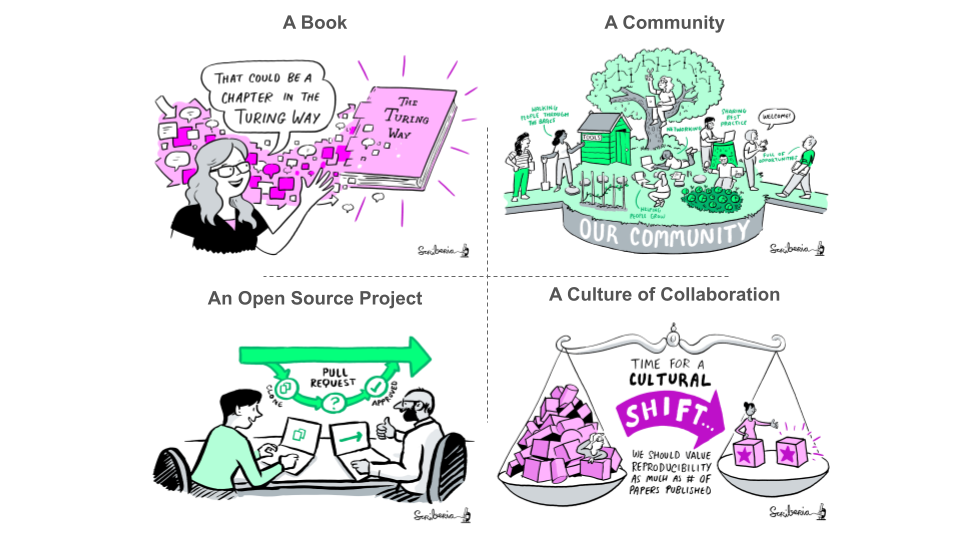 A Book
THAT COULD BE A
CHAPTER IN THE
TURING WAY
THE
TURING
WAY
Scriberia
A Community
WALKING
PEOPLE THROUGH
THE BASICS
TOOLS
NETWORKING
SHARING
BEST
PRACTICE
WELCOME!
FULL OF
OPPORTUNITIES!
HELPING
PEOPLE GROW
OUR COMMUNITY
Scriberia
An Open Source Project
PULL
REQUEST
CLONE
?
APPROVED
Scriberia
A Culture of Collaboration
TIME FOR A
CULTURAL
SHIFT...
WE SHOULD VALUE
REPRODUCIBILITY
AS MUCH AS # OF
PAPERS PUBLISHED
Scriberia